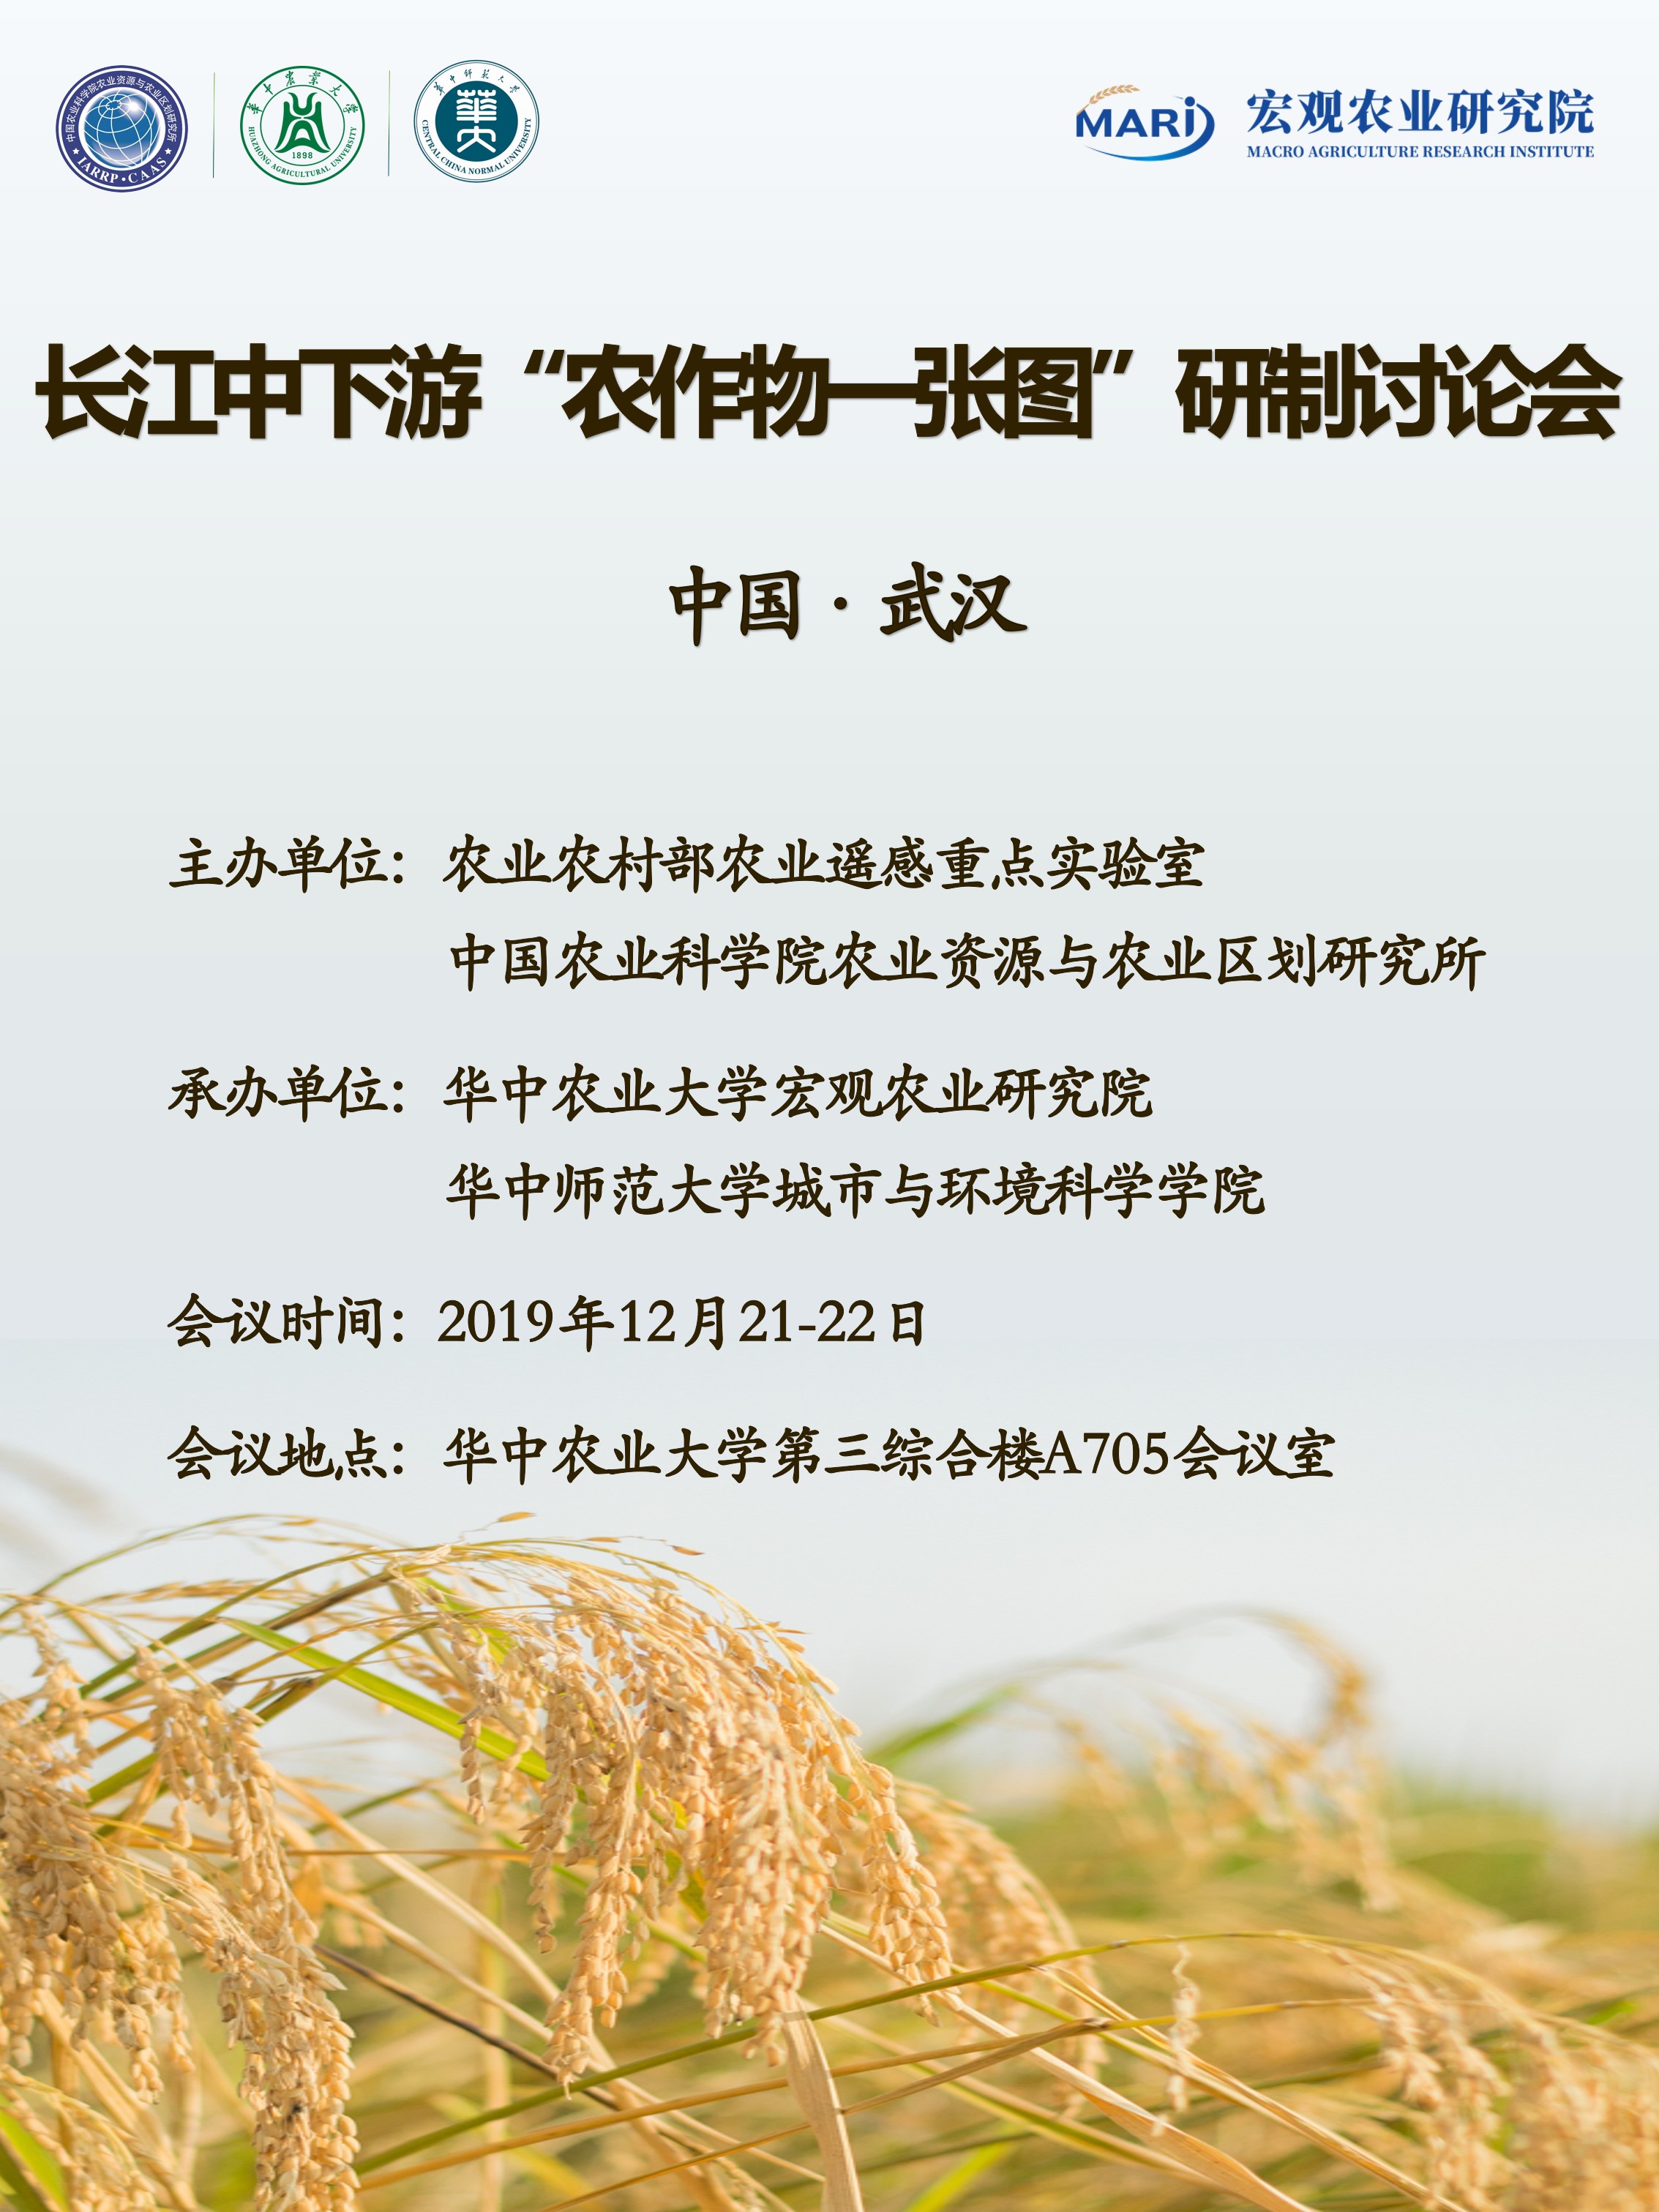 中国农业科学院农业资源与农业区划研究所
IARRP·CAAS
华中农业大学
1898
HUAZHONG AGRICULTURAL UNIVERSITY
華中师范大学
CENTRAL CHINA NORMAL UNIVERSITY
MARi
宏观农业研究院
MACRO AGRICULTURE RESEARCH INSTITUTE
长江中下游“农作物一张图”研制讨论会
中国·武汉
主办单位：农业农村部农业遥感重点实验室
中国农业科学院农业资源与农业区划研究所
承办单位：华中农业大学宏观农业研究院
华中师范大学城市与环境科学学院
会议时间：2019年12月21-22日
会议地点：华中农业大学第三综合楼A705会议室